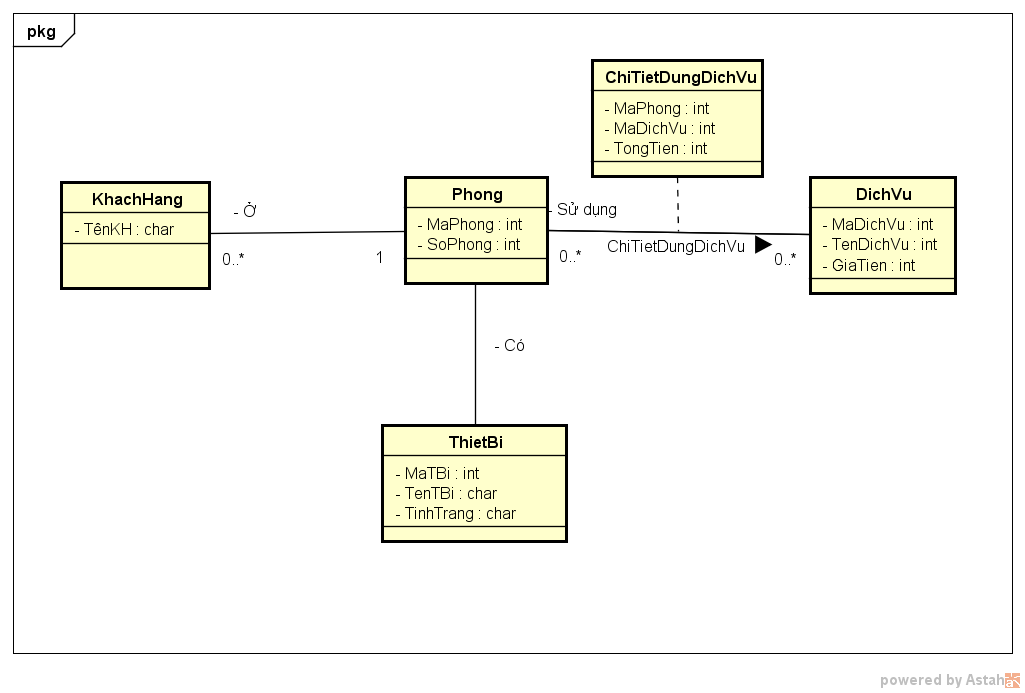 pkg
ChiTietDungDichVu
- MaPhong : int
- MaDichVu : int
- TongTien : int
KhachHang
- TênKH : char
- Ở
0..*
1
Phong
- MaPhong : int
- SoPhong : int
- Sử dụng
0..*
ChiTietDungDichVu
0..*
DichVu
- MaDichVu : int
- TenDichVu : int
- GiaTien : int
- Có
ThietBi
- MaTBi : int
- TenTBi : char
- TinhTrang : char
powered by Astah